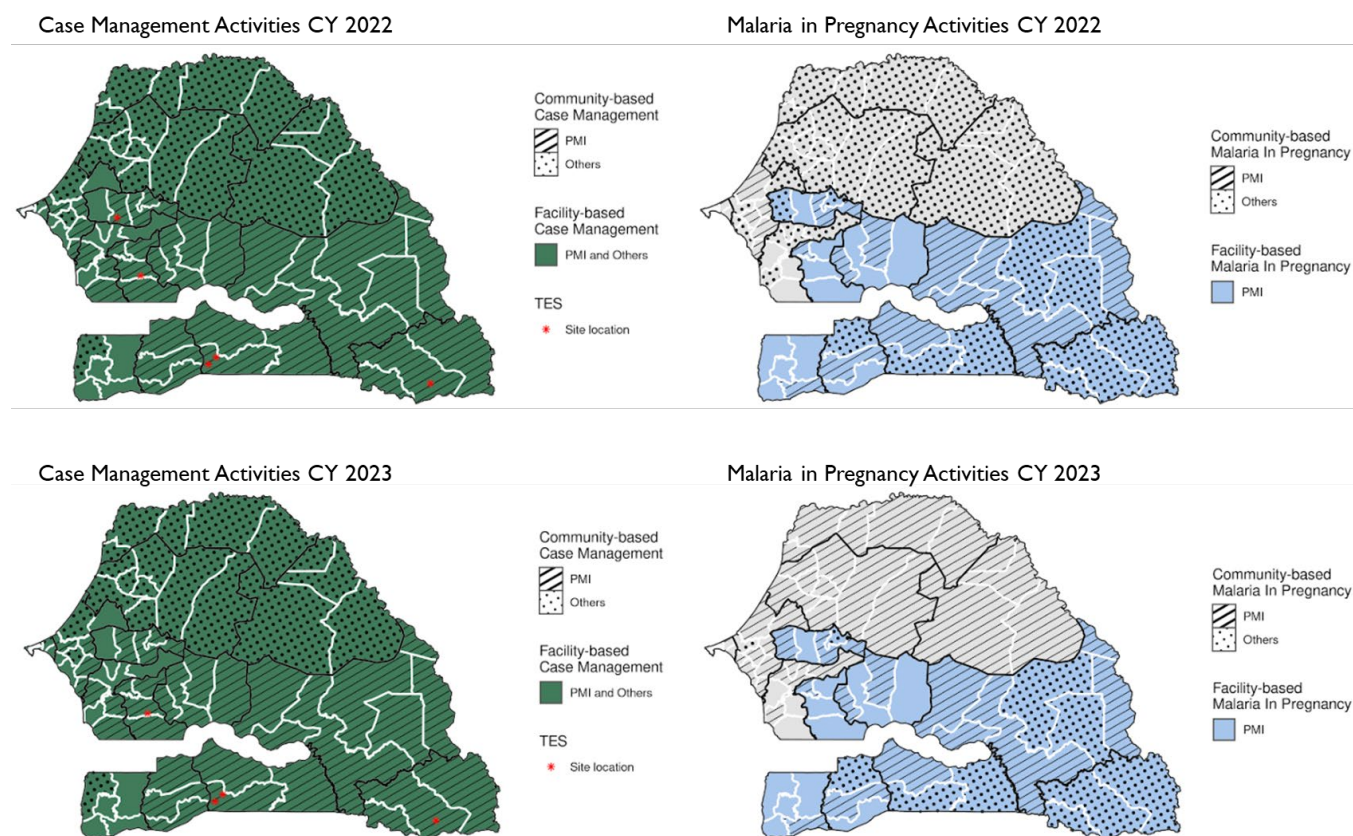 Case Management Activities CY 2022
Malaria in Pregnancy Activities CY 2022
Community-based
Case Management
PMI
Others
Facility-based
Case Management
PMI and Others
TES
Site location
Community-based
Malaria In Pregnancy
PMI
Others
Facility-based
Malaria In Pregnancy
PMI
Case Management Activities CY 2023
Malaria in Pregnancy Activities CY 2023
Community-based
Case Management
PMI
Others
Facility-based
Case Management
PMI and Others
TES
Site location
Community-based
Malaria In Pregnancy
PMI
Others
Facility-based
Malaria In Pregnancy
PMI